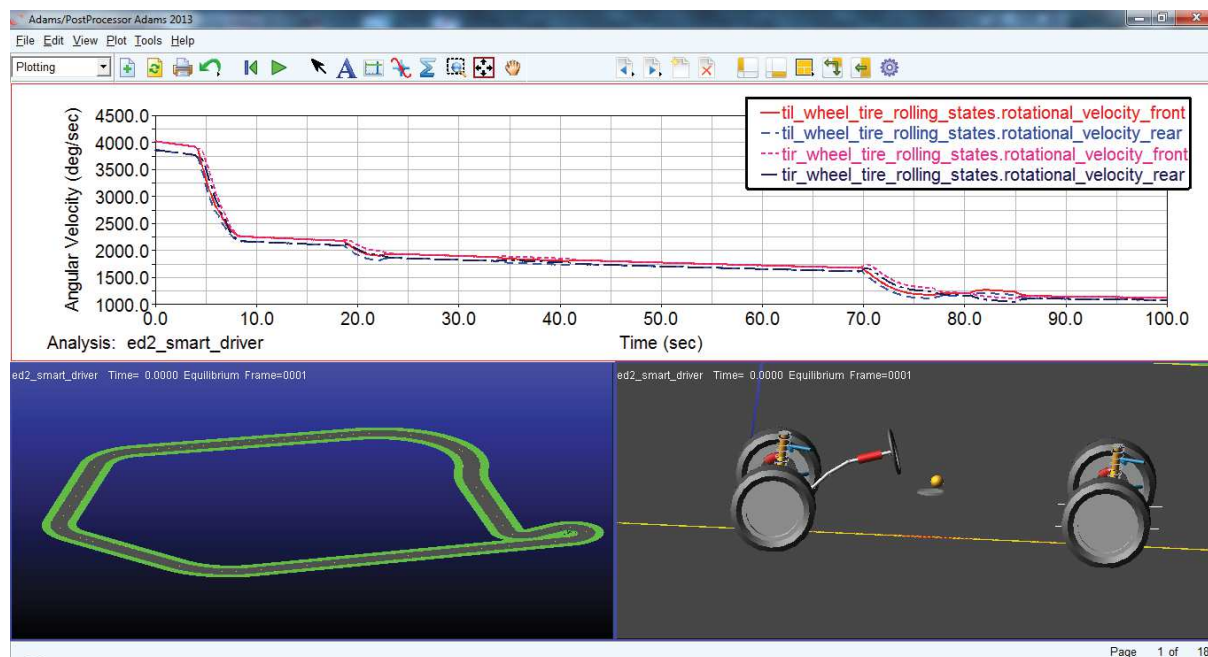 Adams/PostProcessor Adams 2013
File Edit View Plot Tools Help
Plotting
4500.0
4000.0
3500.0
3000.0
2500.0
2000.0
1500.0
1000.0
Angular Velocity (deg/sec)
til_wheel_tire_rolling_states.rotational_velocity_front
til_wheel_tire_rolling_states.rotational_velocity_rear
tir_wheel_tire_rolling_states.rotational_velocity_front
tir_wheel_tire_rolling_states.rotational_velocity_rear
0.0 10.0 20.0 30.0 40.0 50.0 60.0 70.0 80.0 90.0 100.0
Analysis: ed2_smart_driver Time (sec)
ed2_smart_driver Time= 0.0000 Equilibrium Frame=0001
ed2_smart_driver Time= 0.0000 Equilibrium Frame=0001
Page 1 of 18